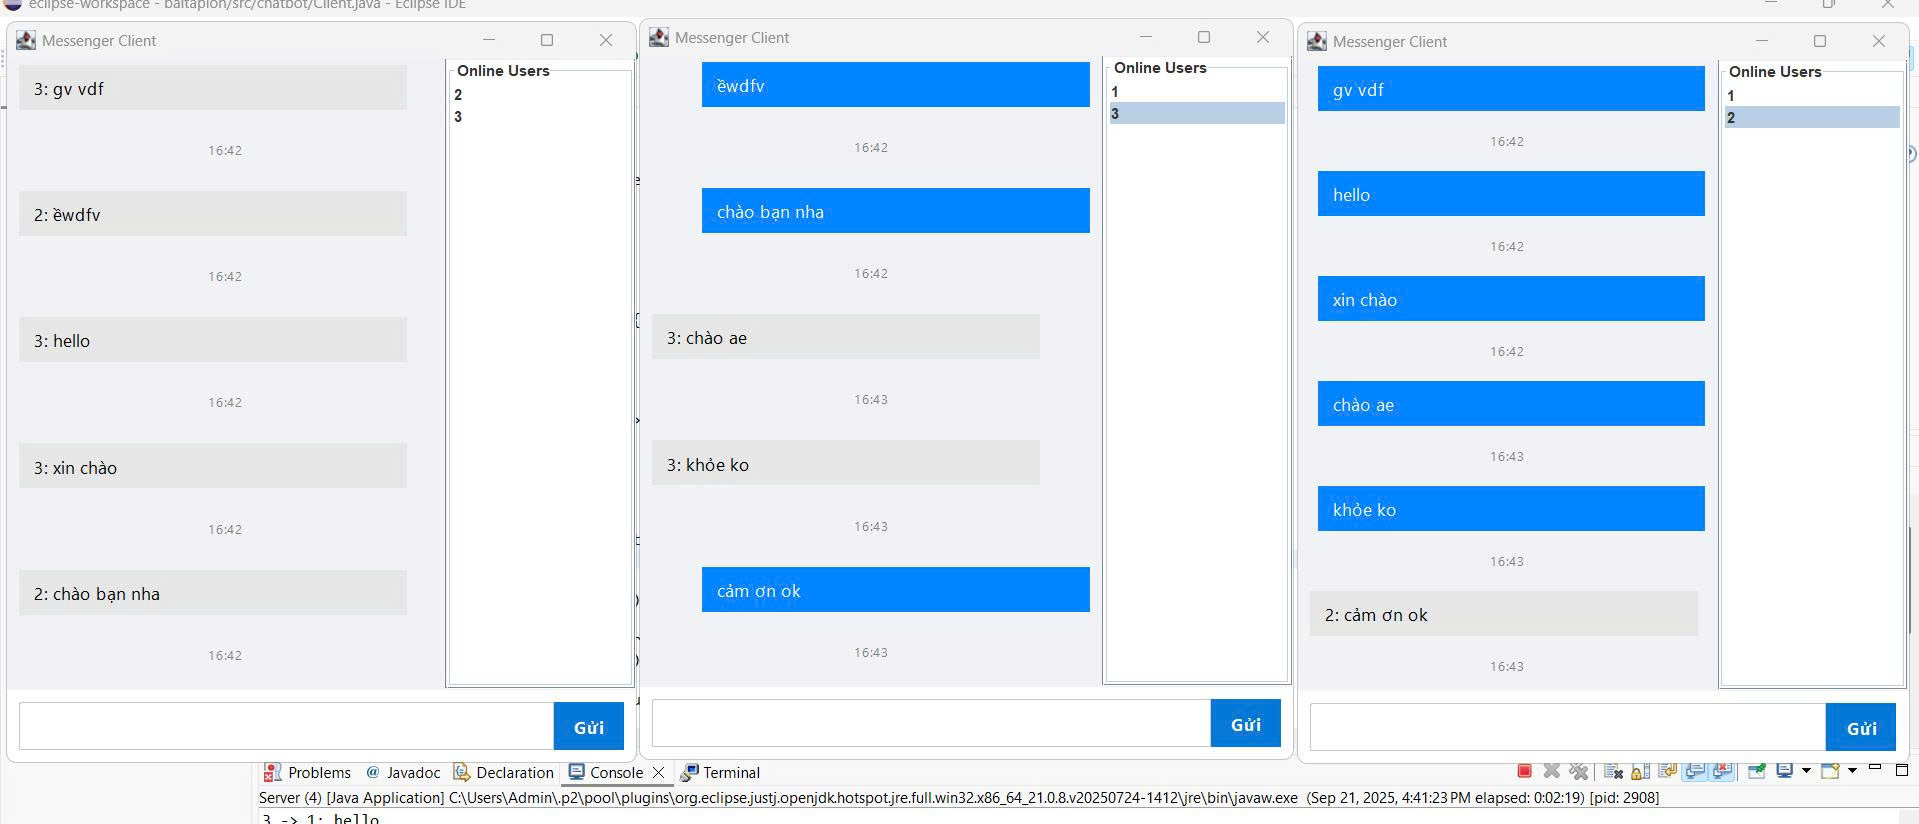 eclipse-workspace - baitaplon/src/chatbot/Client.java - Eclipse IDE
Messenger Client
3: gv vdf
16:42
2: ềwdfv
16:42
3: hello
16:42
3: xin chào
16:42
2: chào bạn nha
16:42
Online Users
2
3
Gửi
Messenger Client
ềwdfv
16:42
chào bạn nha
16:42
3: chào ae
16:43
3: khỏe ko
16:43
cảm ơn ok
16:43
Online Users
1
3
Gửi
Messenger Client
gv vdf
16:42
hello
16:42
xin chào
16:42
chào ae
16:43
khỏe ko
16:43
2: cảm ơn ok
16:43
Online Users
1
2
Gửi
Problems @ Javadoc Declaration Console Terminal
Server (4) [Java Application] C:\Users\Admin\.p2\pool\plugins\org.eclipse.justj.openjdk.hotspot.jre.full.win32.x86_64_21.0.8.v20250724-1412\jre\bin\javaw.exe (Sep 21, 2025, 4:41:23 PM elapsed: 0:02:19) [pid: 2908]
3 -> 1: hello